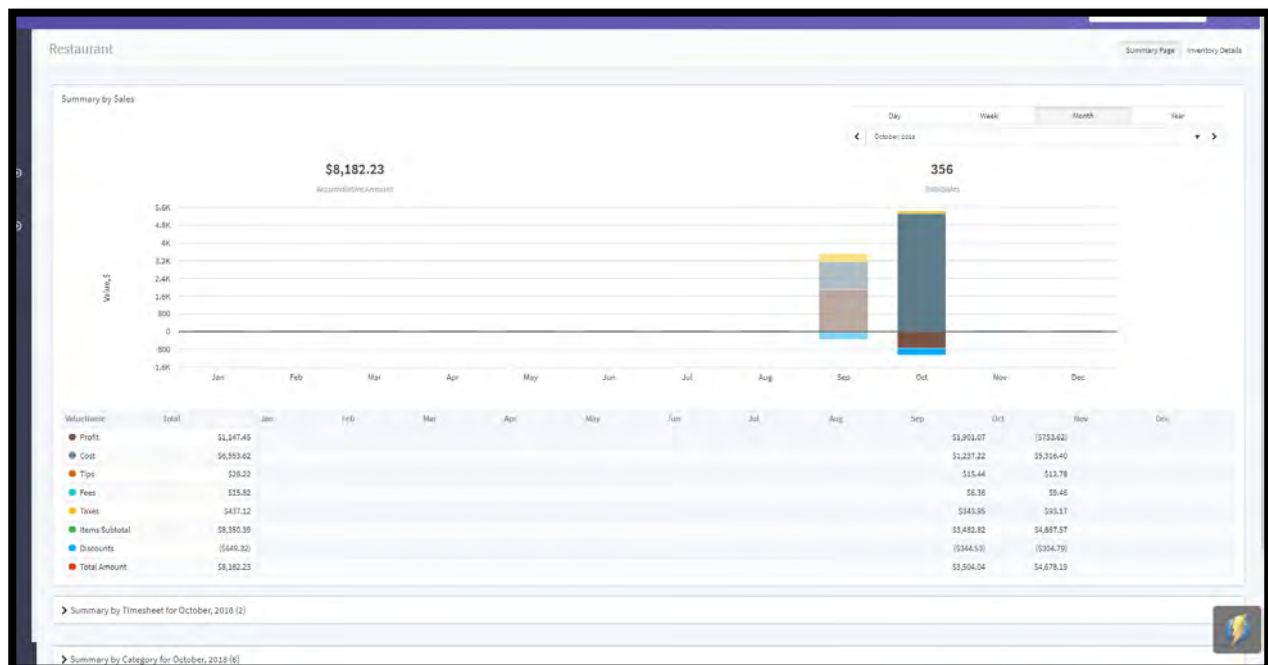 Restaurant
Summary Page Inventory Details
Summary by Sales
Day Week Month Year
October, 2018
$8,182.23 356
Accumulative Amount
5.6K
4.8K
4K
3.2K
2.4K
1.6K
800
0
-800
1.6K
Value, $
Jan Feb Mar Apr May Jun Jul Aug Sep Oct Nov Dec
Total Jan Feb Mar Apr May Jun Jul Aug Sep Oct Nov Dec
Profit $1,147.45 $1,901.07 ($753.62)
Cost $6,553.62 $1,237.22 $5,316.40
Tips $28.22 $15.44 $12.78
Fees $15.82 $6.36 $9.46
Taxes $437.12 $343.95 $93.17
Items Subtotal $8,350.39 $3,482.82 $4,867.57
Discounts ($649.32) ($344.53) ($304.79)
Total Amount $8,182.23 $3,504.04 $4,678.19
Summary by Timesheet for October, 2018 (2)
Summary by Category for October, 2018 (6)